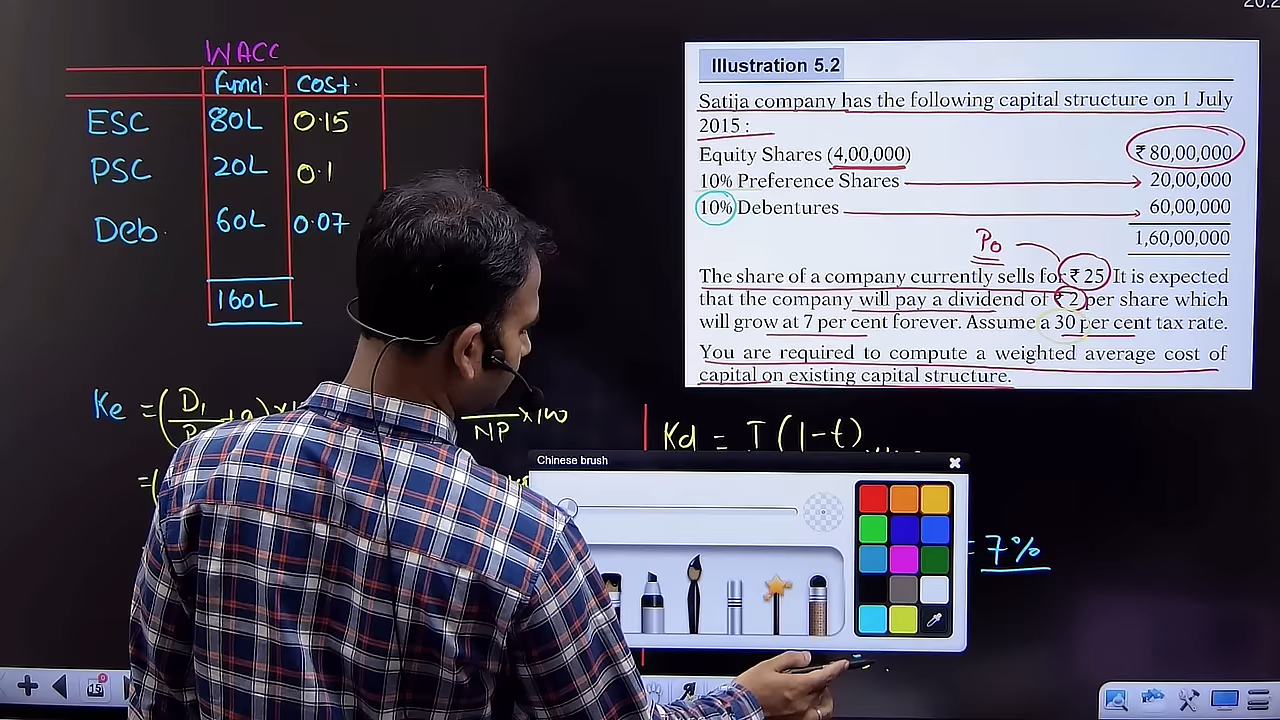 WACC
Fund. Cost.
ESC 80L 0.15
PSC 20L 0.1
Deb. 60L 0.07
160L
Ke = ( D1
NP ×100
Kd = I (1-t)
= 7%
Illustration 5.2
Satija company has the following capital structure on 1 July
2015 :
Equity Shares (4,00,000) ₹ 80,00,000
10% Preference Shares 20,00,000
10% Debentures 60,00,000
1,60,00,000
P0
The share of a company currently sells for ₹ 25 It is expected
that the company will pay a dividend of ₹ 2 per share which
will grow at 7 per cent forever. Assume a 30 per cent tax rate.
You are required to compute a weighted average cost of
capital on existing capital structure.
Chinese brush
15